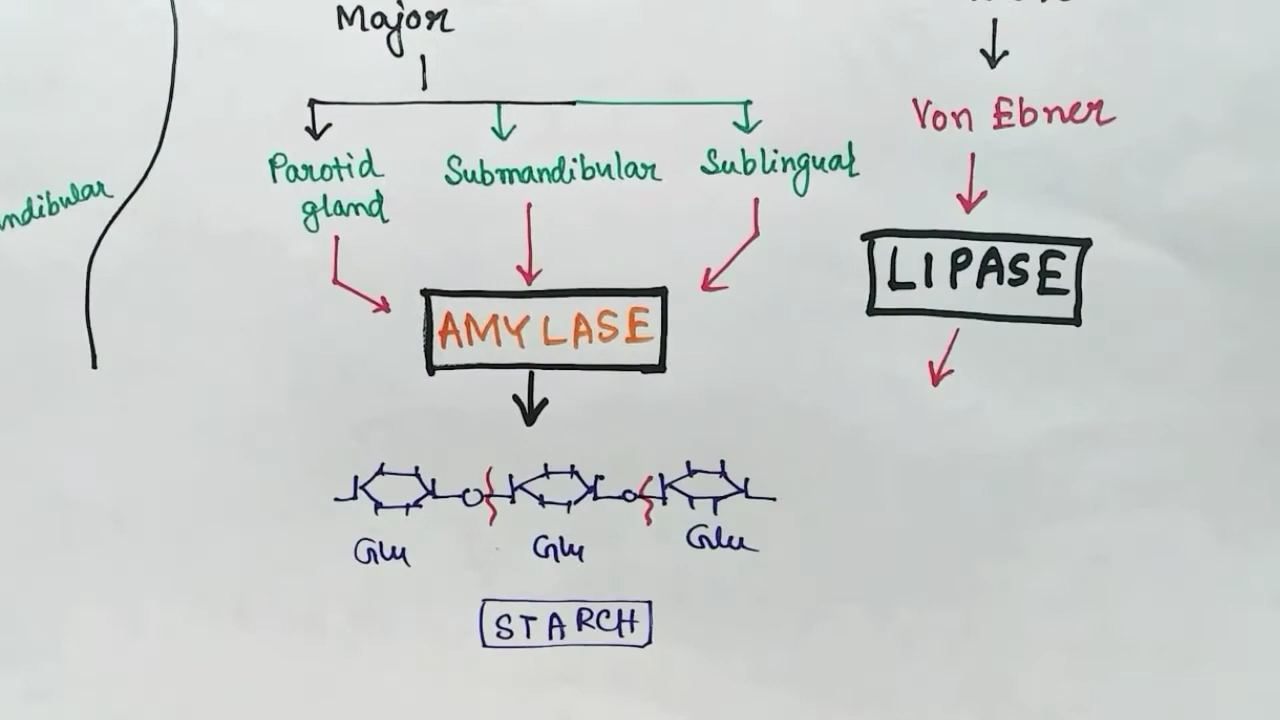 Major
Von Ebner
Parotid
gland
Submandibular
Sublingual
ndibular
LIPASE
AMYLASE
Glu
Glu
Glu
STARCH